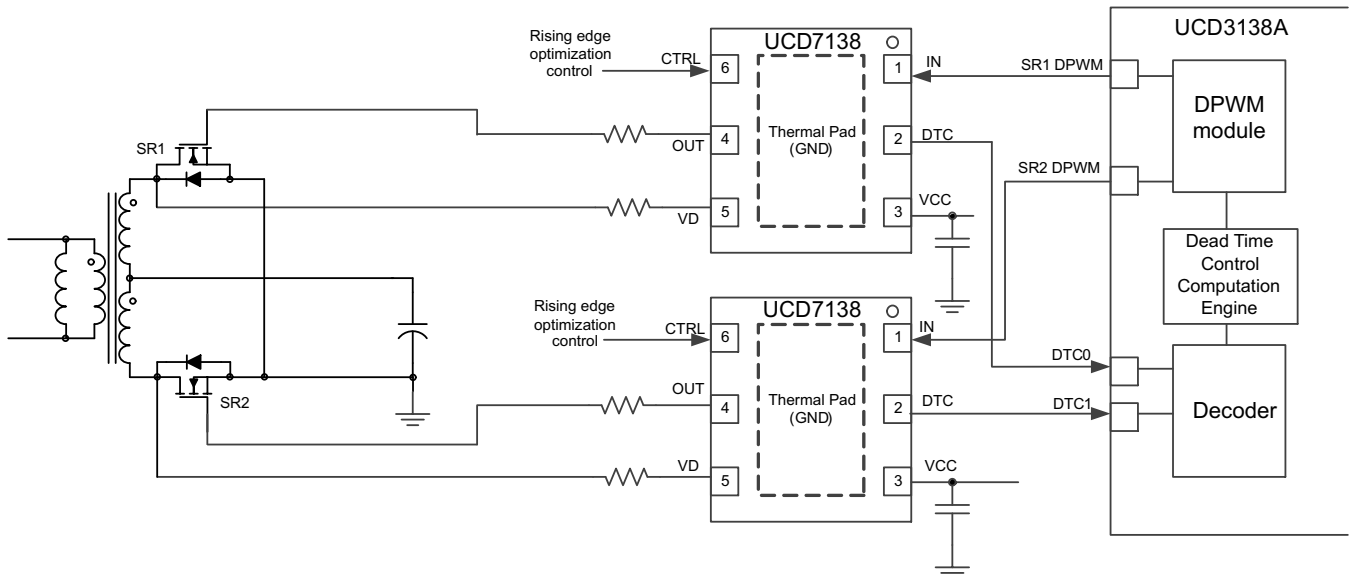 UCD3138A
UCD7138
Rising edge
optimization
control
CTRL
6
1
IN
SR1 DPWM
DPWM
module
SR1
OUT
4
Thermal Pad
(GND)
2
DTC
SR2 DPWM
VD
5
3
VCC
Dead Time
Control
Computation
Engine
UCD7138
Rising edge
optimization
control
CTRL
6
1
IN
DTC0
SR2
OUT
4
Thermal Pad
(GND)
2
DTC
DTC1
Decoder
VD
5
3
VCC